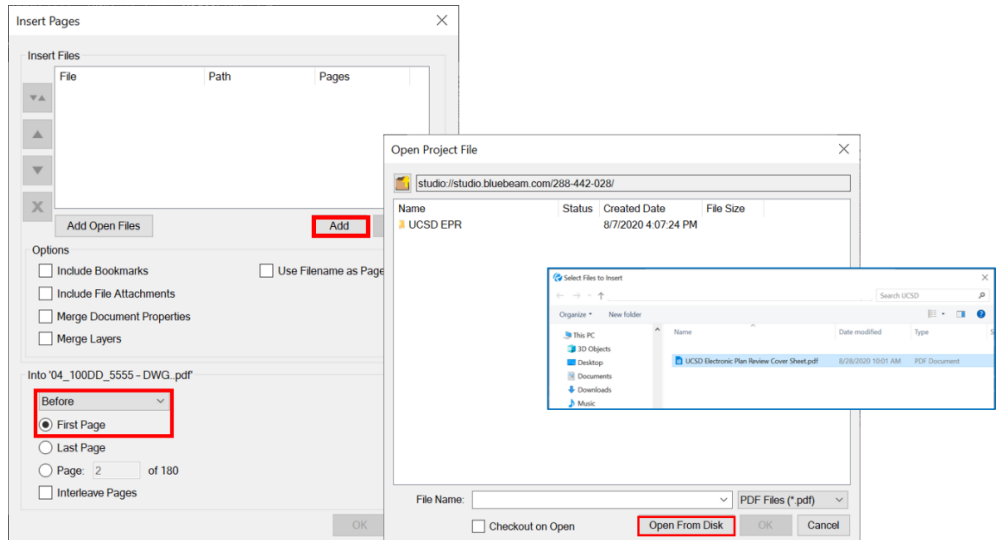 Insert Pages
Insert Files
File Path Pages
Add Open Files Add
Options
Include Bookmarks Use Filename as Page
Include File Attachments
Merge Document Properties
Merge Layers
Into '04_100DD_5555 - DWG..pdf'
Before
First Page
Last Page
Page: 2 of 180
Interleave Pages
OK
Open Project File
studio://studio.bluebeam.com/288-442-028/
Name Status Created Date File Size
UCSD EPR 8/7/2020 4:07:24 PM
File Name: PDF Files (*.pdf)
Checkout on Open Open From Disk OK Cancel
Select Files to Insert
Search UCSD
Organize New folder
This PC
3D Objects
Desktop
Documents
Downloads
Music
Name Date modified Type S
UCSD Electronic Plan Review Cover Sheet.pdf 8/28/2020 10:01 AM PDF Document